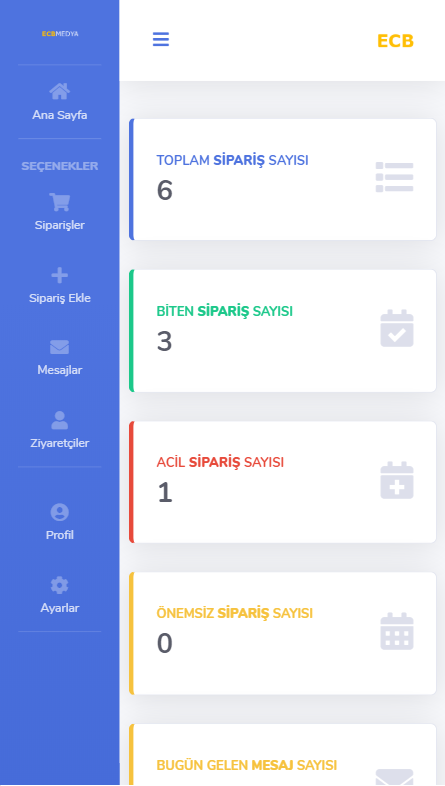 ECBMEDYA
Ana Sayfa
SEÇENEKLER
Siparişler
Sipariş Ekle
Mesajlar
Ziyaretçiler
Profil
Ayarlar
ECB
TOPLAM SİPARİŞ SAYISI
6
BİTEN SİPARİŞ SAYISI
3
ACİL SİPARİŞ SAYISI
1
ÖNEMSİZ SİPARİŞ SAYISI
0
BUGÜN GELEN MESAJ SAYISI